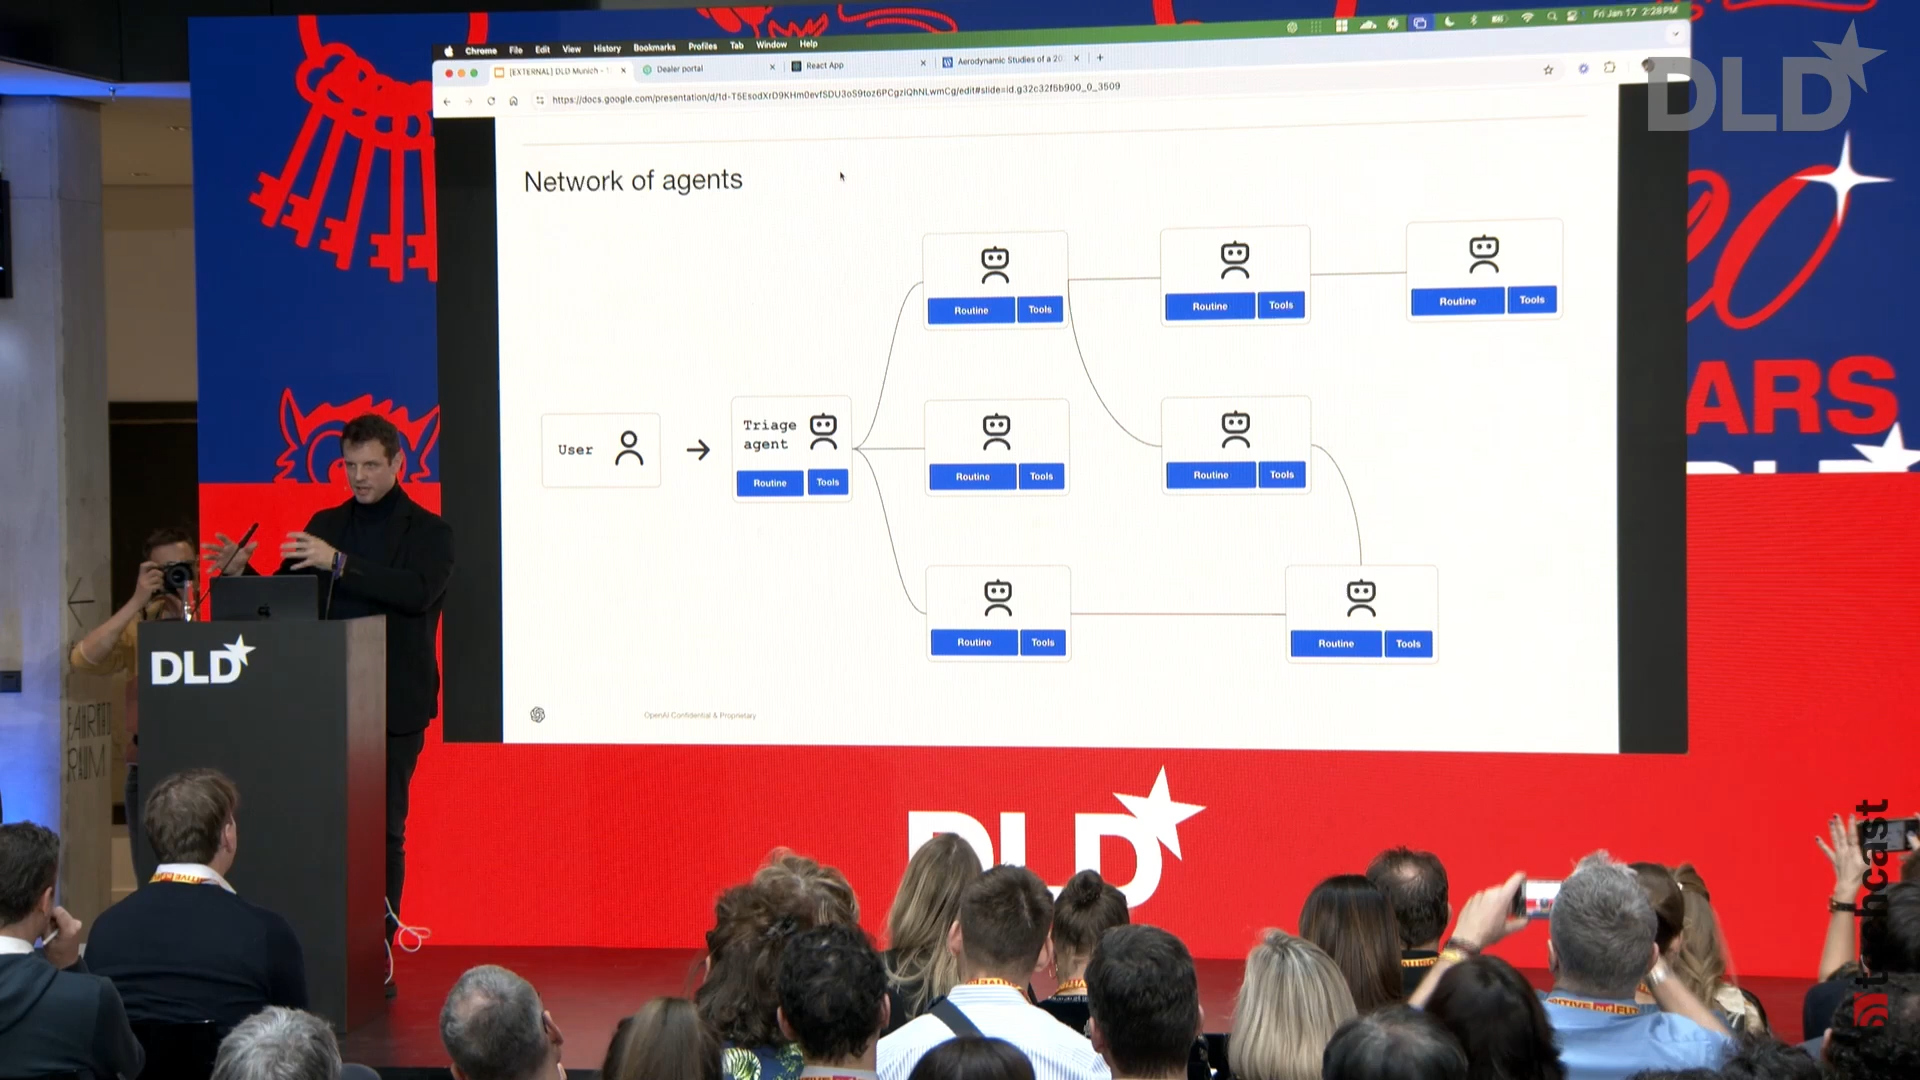 Chrome File Edit View History Bookmarks Profiles Tab Window Help
Fri Jan 17 2:28 PM
[EXTERNAL] DLD Munich -
Dealer portal
React App
Aerodynamic Studies of a 20
Network of agents
Routine Tools
Routine Tools
Routine Tools
User
Triage
agent
Routine Tools
Routine Tools
Routine Tools
Routine Tools
Routine Tools
OpenAI Confidential & Proprietary
DLD
ARS
DLD
DLD
techcast